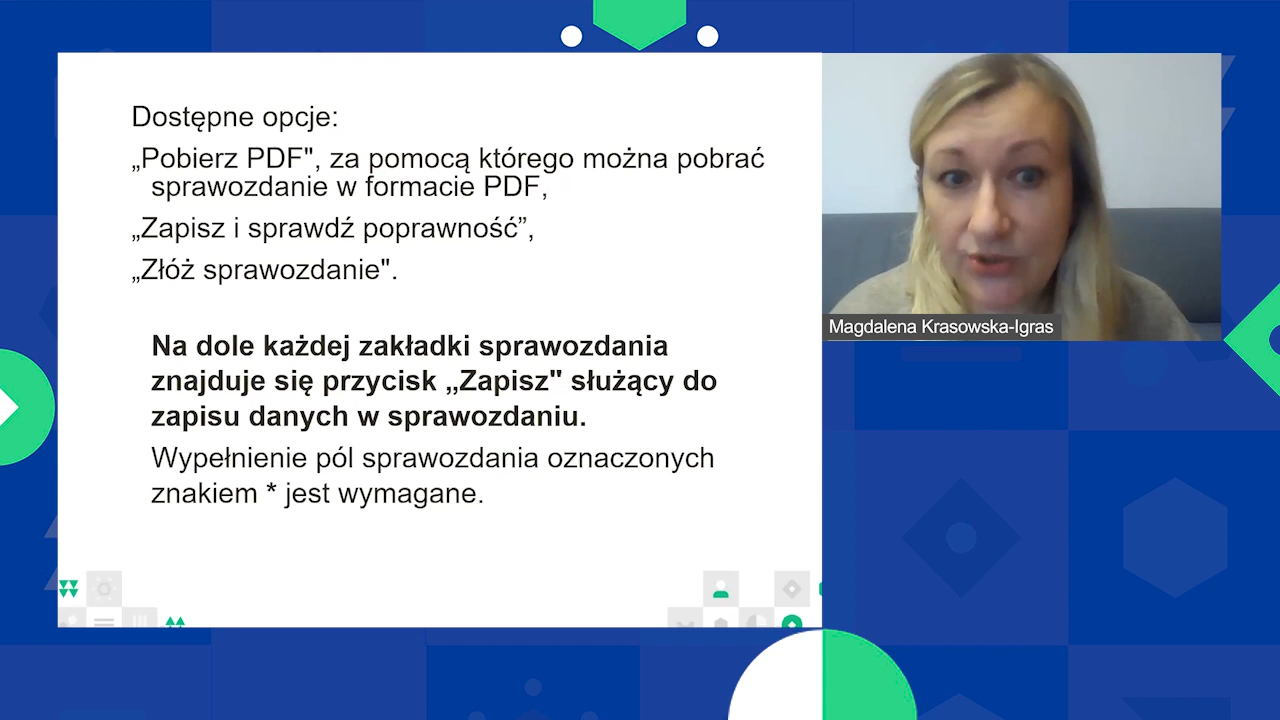 Dostępne opcje:
„Pobierz PDF", za pomocą którego można pobrać
sprawozdanie w formacie PDF,
„Zapisz i sprawdź poprawność”,
„Złóż sprawozdanie".
Na dole każdej zakładki sprawozdania
znajduje się przycisk „Zapisz" służący do
zapisu danych w sprawozdaniu.
Wypełnienie pól sprawozdania oznaczonych
znakiem * jest wymagane.
Magdalena Krasowska-Igras